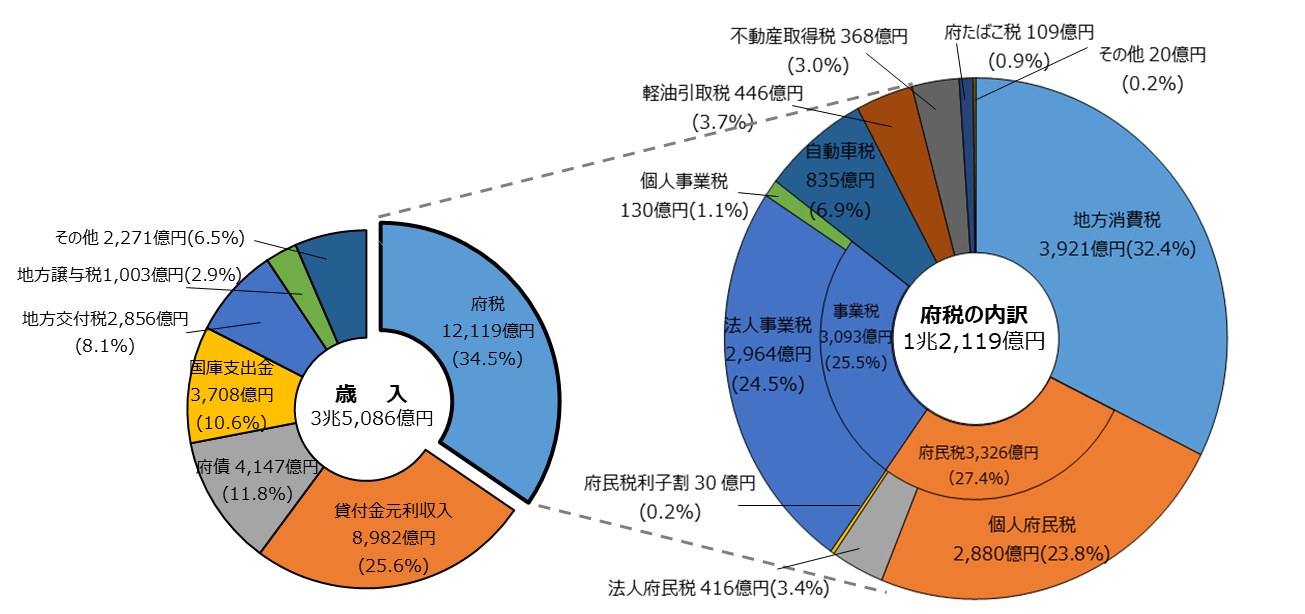 歳　入
3兆5,086億円
府税
12,119億円
(34.5%)
貸付金元利収入
8,982億円
(25.6%)
府債 4,147億円
(11.8%)
国庫支出金
3,708億円
(10.6%)
地方交付税2,856億円
(8.1%)
地方譲与税1,003億円(2.9%)
その他 2,271億円(6.5%)
府税の内訳
1兆2,119億円
地方消費税
3,921億円(32.4%)
府民税3,326億円
(27.4%)
個人府民税
2,880億円(23.8%)
法人府民税 416億円(3.4%)
府民税利子割 30 億円
(0.2%)
事業税
3,093億円
(25.5%)
法人事業税
2,964億円
(24.5%)
個人事業税
130億円(1.1%)
自動車税
835億円
(6.9%)
軽油引取税 446億円
(3.7%)
不動産取得税 368億円
(3.0%)
府たばこ税 109億円
(0.9%)
その他 20億円
(0.2%)